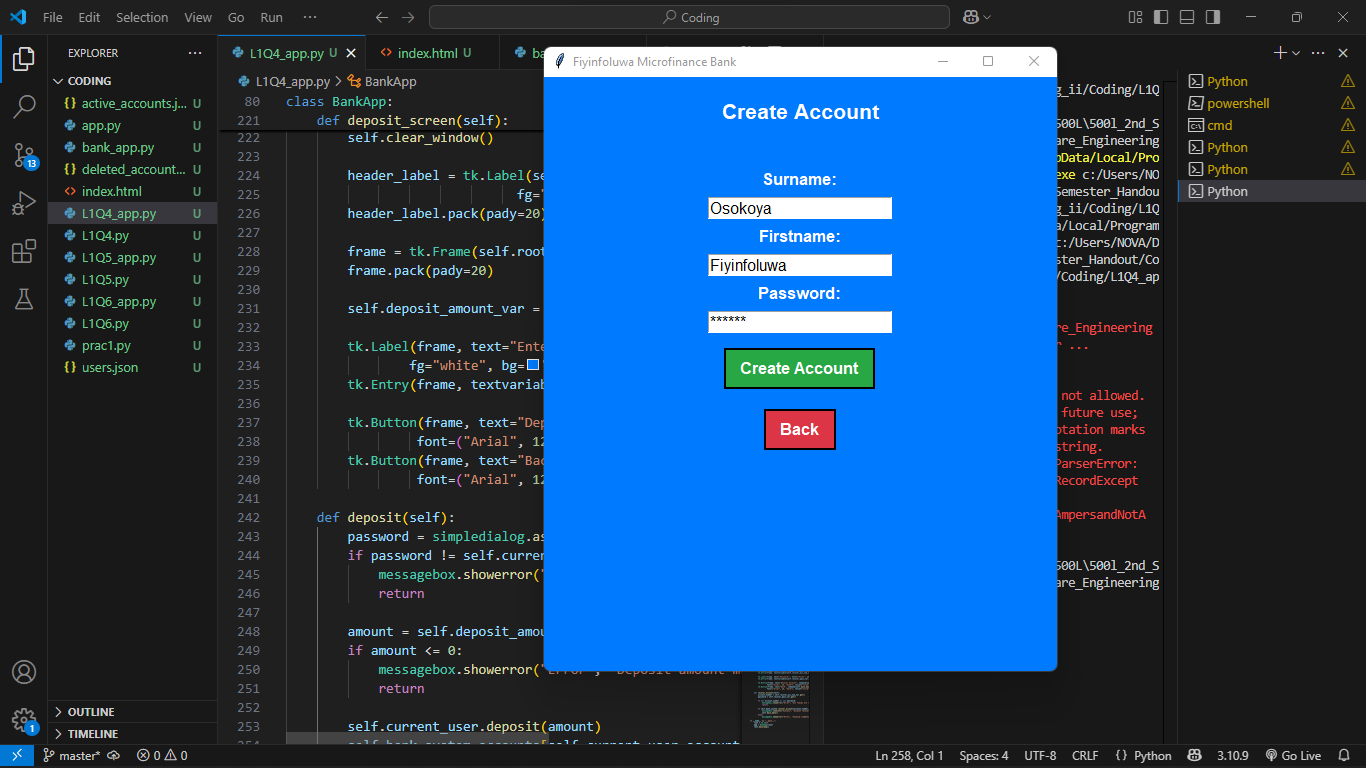 File Edit Selection View Go Run ··· Coding
EXPLORER ···
CODING
active_accounts.j... U
app.py U
bank_app.py U
deleted_account... U
index.html U
L1Q4_app.py U
L1Q4.py U
L1Q5_app.py U
L1Q5.py U
L1Q6_app.py U
L1Q6.py U
prac1.py U
users.json U
OUTLINE
TIMELINE
13
1
L1Q4_app.py U index.html U ba
L1Q4_app.py > BankApp
80 class BankApp:
221 def deposit_screen(self):
222 self.clear_window()
223
224 header_label = tk.Label(se
225 fg="
226 header_label.pack(pady=20)
227
228 frame = tk.Frame(self.root
229 frame.pack(pady=20)
230
231 self.deposit_amount_var =
232
233 tk.Label(frame, text="Ente
234 fg="white", bg=
235 tk.Entry(frame, textvariab
236
237 tk.Button(frame, text="Dep
238 font=("Arial", 12
239 tk.Button(frame, text="Bac
240 font=("Arial", 12
241
242 def deposit(self):
243 password = simpledialog.as
244 if password != self.curren
245 messagebox.showerror("
246 return
247
248 amount = self.deposit_amou
249 if amount <= 0:
250 messagebox.showerror("Error", "Deposit amount m
251 return
252
253 self.current_user.deposit(amount)
254 self.bank_system.accounts[self.current_user.account
Fiyinfoluwa Microfinance Bank
Create Account
Surname:
Osokoya
Firstname:
Fiyinfoluwa
Password:
******
Create Account
Back
g_ii/Coding/L1Q
500L\500l_2nd_S
are_Engineering
pData/Local/Pro
exe c:/Users/NO
Semester_Handou
g_ii/Coding/L1Q
a/Local/Program
c:/Users/NOVA/D
ster_Handout/Co
/Coding/L1Q4_ap
re_Engineering
r ...
not allowed.
future use;
otation marks
string.
ParserError:
RecordExcept
AmpersandNotA
500L\500l_2nd_S
are_Engineering
Python
powershell
cmd
Python
Python
Python
master* 0 0 Ln 258, Col 1 Spaces: 4 UTF-8 CRLF {} Python 3.10.9 Go Live